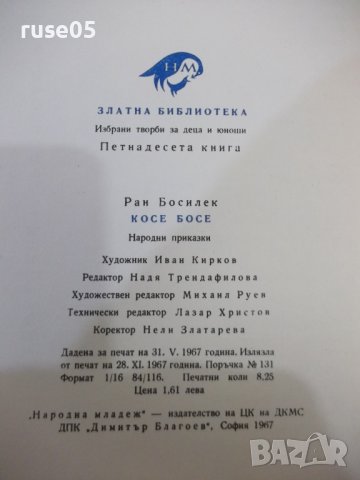 ruse05
НМ
ЗЛАТНА БИБЛИОТЕКА
Избрани творби за деца и юноши
Петнадесета книга
Ран Босилек
КОСЕ БОСЕ
Народни приказки
Художник Иван Кирков
Редактор Надя Трендафилова
Художествен редактор Михаил Руев
Технически редактор Лазар Христов
Коректор Нели Златарева
Дадена за печат на 31. V. 1967 година. Излязла
от печат на 28. XI. 1967 година. Поръчка № 131
Формат 1/16 84/116. Печатни коли 8.25
Цена 1,61 лева
„Народна младеж" — издателство на ЦК на ДКМС
ДПК „Димитър Благоев", София 1967
BAZAR
bg